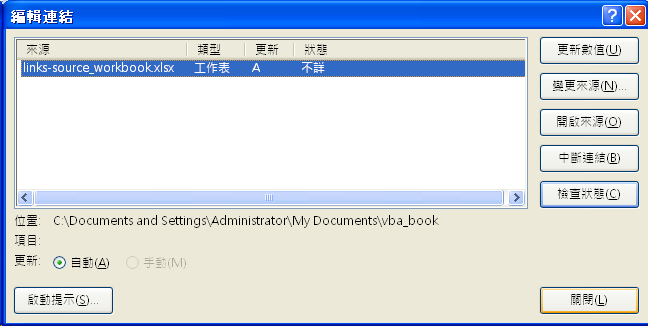 編輯連結
來源 類型 更新 狀態
links-source_workbook.xlsx 工作表 A 不詳
更新數值(U)
變更來源(N)...
開啟來源(O)
中斷連結(B)
檢查狀態(C)
位置: C:\Documents and Settings\Administrator\My Documents\vba_book
項目:
更新: 自動(A) 手動(M)
啟動提示(S)... 關閉(L)